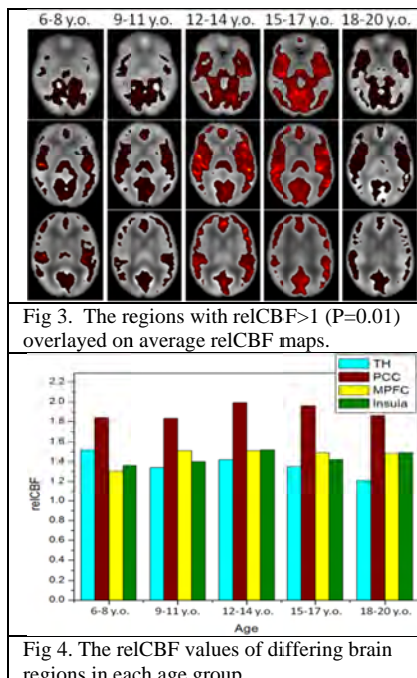 6-8 y.o. 9-11 y.o. 12-14 y.o. 15-17 y.o. 18-20 y.o.
Fig 3. The regions with relCBF>1 (P=0.01)
overlayed on average relCBF maps.
TH
PCC
MPFC
Insula
2.2
2.0
1.8
1.6
1.4
1.2
1.0
0.8
0.6
0.4
0.2
0.0
relCBF
6-8 y.o. 9-11 y.o. 12-14 y.o. 15-17 y.o. 18-20 y.o.
Age
Fig 4. The relCBF values of differing brain
regions in each age group